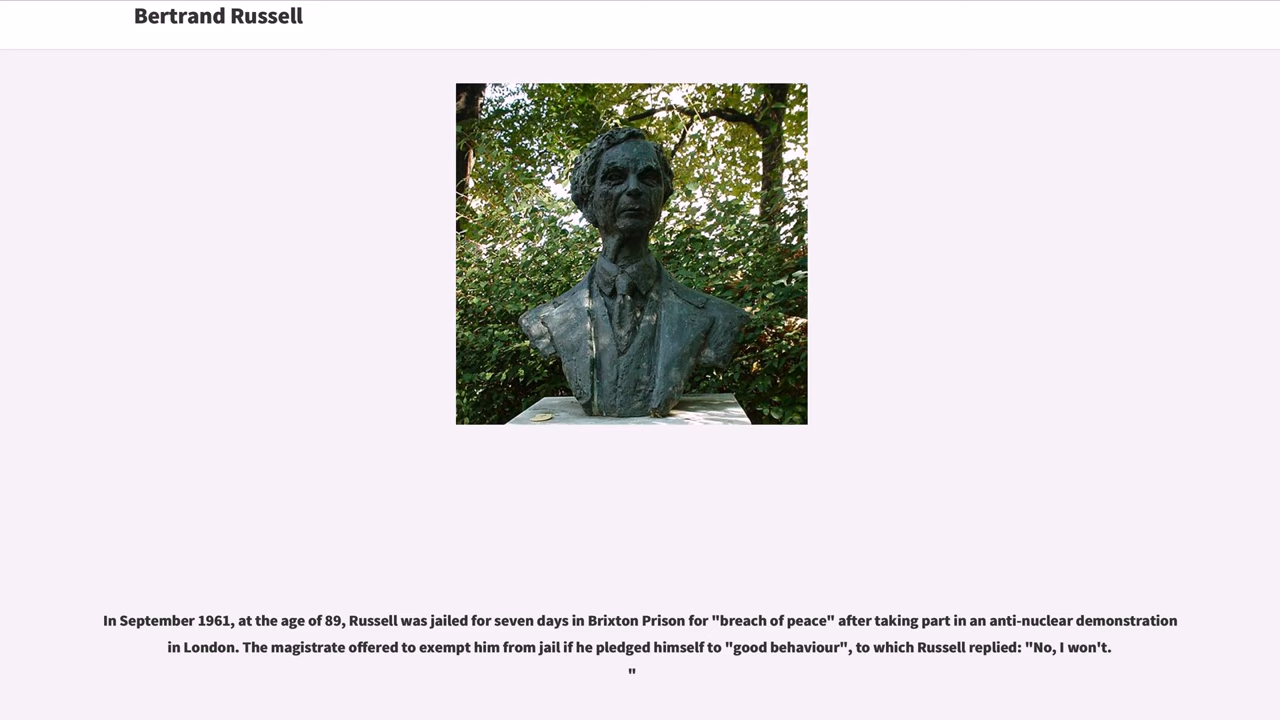 Bertrand Russell
In September 1961, at the age of 89, Russell was jailed for seven days in Brixton Prison for "breach of peace" after taking part in an anti-nuclear demonstration
in London. The magistrate offered to exempt him from jail if he pledged himself to "good behaviour", to which Russell replied: "No, I won't.
"